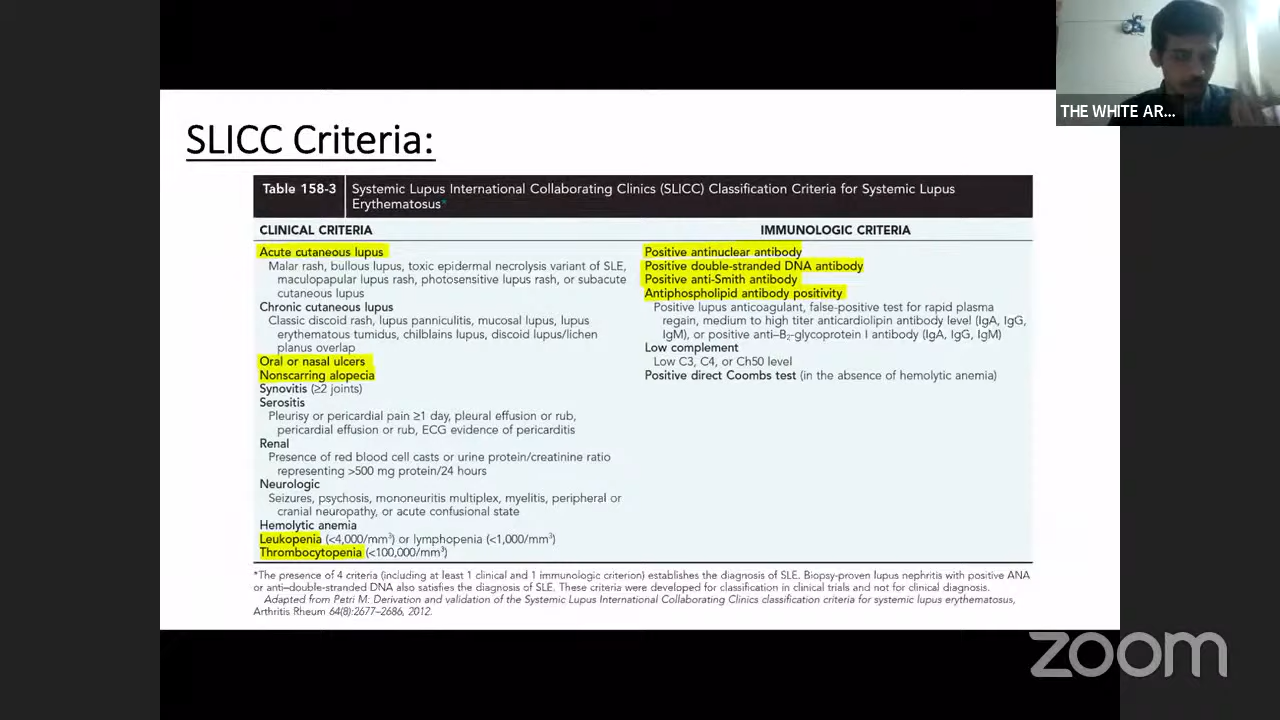 THE WHITE AR...
SLICC Criteria:
Table 158-3
Systemic Lupus International Collaborating Clinics (SLICC) Classification Criteria for Systemic Lupus
Erythematosus*
CLINICAL CRITERIA
Acute cutaneous lupus
Malar rash, bullous lupus, toxic epidermal necrolysis variant of SLE,
maculopapular lupus rash, photosensitive lupus rash, or subacute
cutaneous lupus
Chronic cutaneous lupus
Classic discoid rash, lupus panniculitis, mucosal lupus, lupus
erythematous tumidus, chilblains lupus, discoid lupus/lichen
planus overlap
Oral or nasal ulcers
Nonscarring alopecia
Synovitis (≥2 joints)
Serositis
Pleurisy or pericardial pain ≥1 day, pleural effusion or rub,
pericardial effusion or rub, ECG evidence of pericarditis
Renal
Presence of red blood cell casts or urine protein/creatinine ratio
representing >500 mg protein/24 hours
Neurologic
Seizures, psychosis, mononeuritis multiplex, myelitis, peripheral or
cranial neuropathy, or acute confusional state
Hemolytic anemia
Leukopenia (<4,000/mm³) or lymphopenia (<1,000/mm³)
Thrombocytopenia (<100,000/mm³)
IMMUNOLOGIC CRITERIA
Positive antinuclear antibody
Positive double-stranded DNA antibody
Positive anti-Smith antibody
Antiphospholipid antibody positivity
Positive lupus anticoagulant, false-positive test for rapid plasma
regain, medium to high titer anticardiolipin antibody level (IgA, IgG,
IgM), or positive anti–B₂-glycoprotein I antibody (IgA, IgG, IgM)
Low complement
Low C3, C4, or Ch50 level
Positive direct Coombs test (in the absence of hemolytic anemia)
*The presence of 4 criteria (including at least 1 clinical and 1 immunologic criterion) establishes the diagnosis of SLE. Biopsy-proven lupus nephritis with positive ANA
or anti–double-stranded DNA also satisfies the diagnosis of SLE. These criteria were developed for classification in clinical trials and not for clinical diagnosis.
Adapted from Petri M: Derivation and validation of the Systemic Lupus International Collaborating Clinics classification criteria for systemic lupus erythematosus,
Arthritis Rheum 64(8):2677–2686, 2012.
zoom